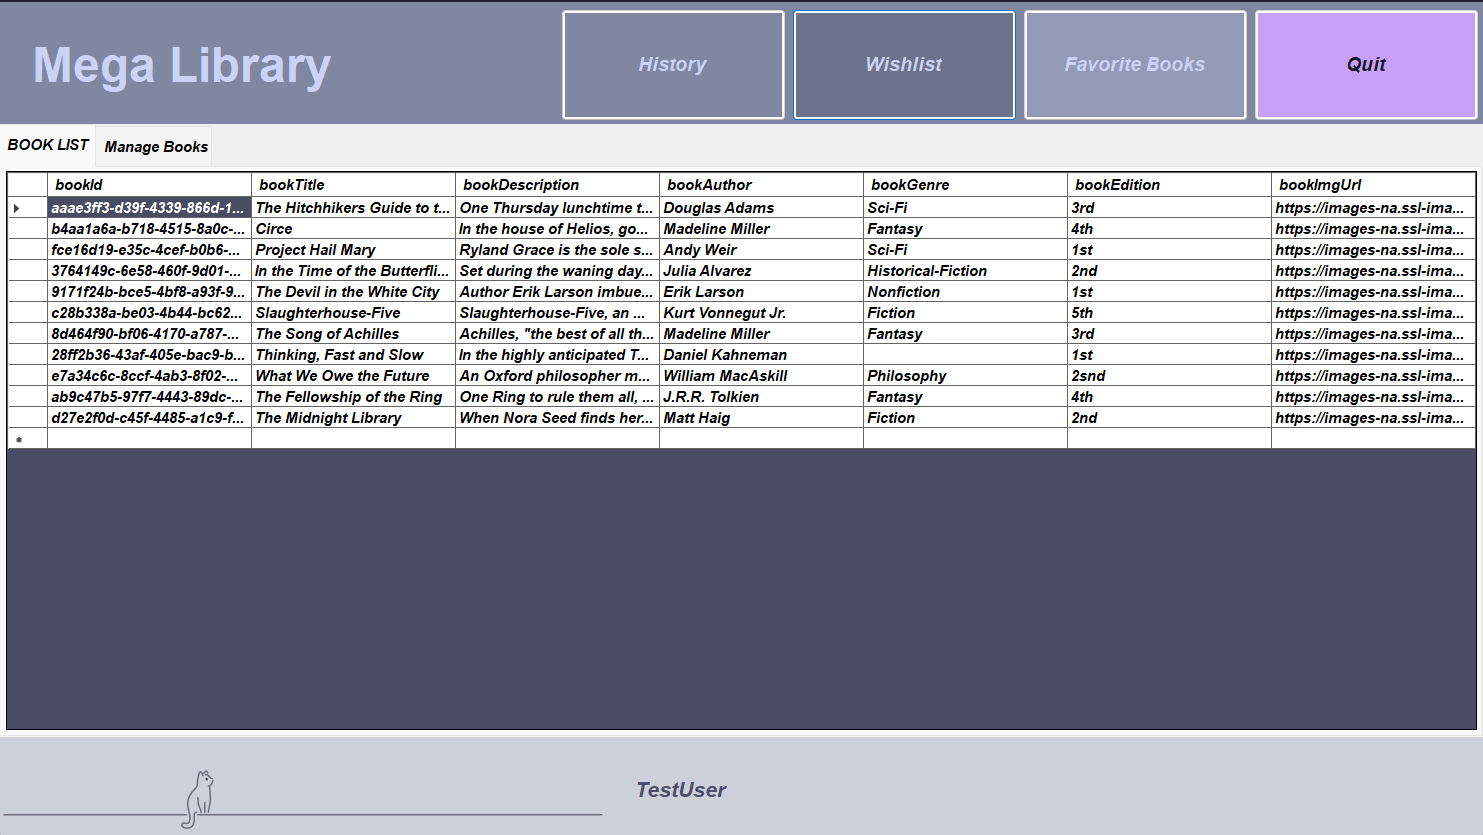 Mega Library History Wishlist Favorite Books Quit
BOOK LIST Manage Books
bookId bookTitle bookDescription bookAuthor bookGenre bookEdition bookImgUrl
aaae3ff3-d39f-4339-866d-1... The Hitchhikers Guide to t... One Thursday lunchtime t... Douglas Adams Sci-Fi 3rd https://images-na.ssl-ima...
b4aa1a6a-b718-4515-8a0c-... Circe In the house of Helios, go... Madeline Miller Fantasy 4th https://images-na.ssl-ima...
fce16d19-e35c-4cef-b0b6-... Project Hail Mary Ryland Grace is the sole s... Andy Weir Sci-Fi 1st https://images-na.ssl-ima...
3764149c-6e58-460f-9d01-... In the Time of the Butterfli... Set during the waning day... Julia Alvarez Historical-Fiction 2nd https://images-na.ssl-ima...
9171f24b-bce5-4bf8-a93f-9... The Devil in the White City Author Erik Larson imbue... Erik Larson Nonfiction 1st https://images-na.ssl-ima...
c28b338a-be03-4b44-bc62... Slaughterhouse-Five Slaughterhouse-Five, an ... Kurt Vonnegut Jr. Fiction 5th https://images-na.ssl-ima...
8d464f90-bf06-4170-a787-... The Song of Achilles Achilles, "the best of all th... Madeline Miller Fantasy 3rd https://images-na.ssl-ima...
28ff2b36-43af-405e-bac9-b... Thinking, Fast and Slow In the highly anticipated T... Daniel Kahneman 1st https://images-na.ssl-ima...
e7a34c6c-8ccf-4ab3-8f02-... What We Owe the Future An Oxford philosopher m... William MacAskill Philosophy 2snd https://images-na.ssl-ima...
ab9c47b5-97f7-4443-89dc-... The Fellowship of the Ring One Ring to rule them all, ... J.R.R. Tolkien Fantasy 4th https://images-na.ssl-ima...
d27e2f0d-c45f-4485-a1c9-f... The Midnight Library When Nora Seed finds her... Matt Haig Fiction 2nd https://images-na.ssl-ima...
TestUser